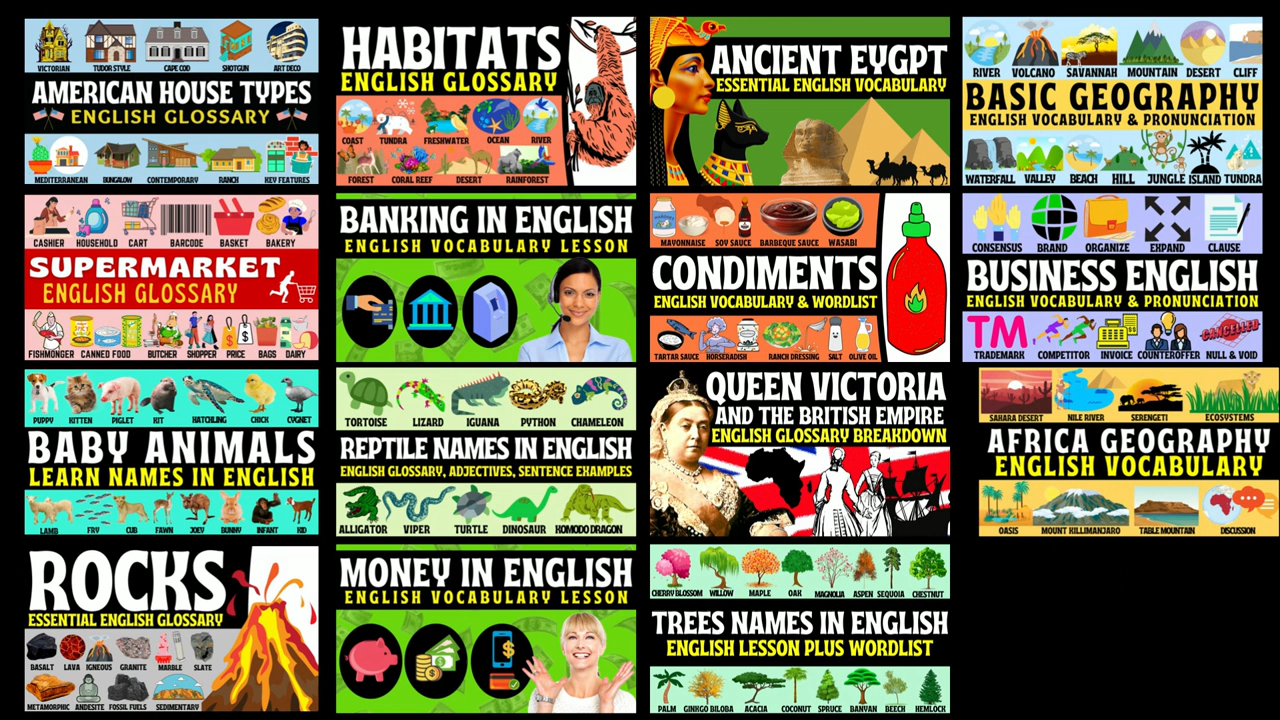 VICTORIAN TUDOR STYLE CAPE COD SHOTGUN ART DECO
AMERICAN HOUSE TYPES
ENGLISH GLOSSARY
MEDITERRANEAN BUNGALOW CONTEMPORARY RANCH KEY FEATURES
HABITATS
ENGLISH GLOSSARY
COAST TUNDRA FRESHWATER OCEAN RIVER
FOREST CORAL REEF DESERT RAINFOREST
ANCIENT EYGPT
ESSENTIAL ENGLISH VOCABULARY
RIVER VOLCANO SAVANNAH MOUNTAIN DESERT CLIFF
BASIC GEOGRAPHY
ENGLISH VOCABULARY & PRONUNCIATION
WATERFALL VALLEY BEACH HILL JUNGLE ISLAND TUNDRA
CASHIER HOUSEHOLD CART BARCODE BASKET BAKERY
SUPERMARKET
ENGLISH GLOSSARY
FISHMONGER CANNED FOOD BUTCHER SHOPPER PRICE BAGS DAIRY
BANKING IN ENGLISH
ENGLISH VOCABULARY LESSON
MAYONNAISE SOY SAUCE BARBEQUE SAUCE WASABI
CONDIMENTS
ENGLISH VOCABULARY & WORDLIST
TARTAR SAUCE HORSERADISH RANCH DRESSING SALT OLIVE OIL
CONSENSUS BRAND ORGANIZE EXPAND CLAUSE
BUSINESS ENGLISH
ENGLISH VOCABULARY & PRONUNCIATION
TM CANCELLED
TRADEMARK COMPETITOR INVOICE COUNTEROFFER NULL & VOID
PUPPY KITTEN PIGLET KIT HATCHLING CHICK CYGNET
BABY ANIMALS
LEARN NAMES IN ENGLISH
LAMB FRY CUB FAWN JOEY BUNNY INFANT KID
TORTOISE LIZARD IGUANA PYTHON CHAMELEON
REPTILE NAMES IN ENGLISH
ENGLISH GLOSSARY, ADJECTIVES, SENTENCE EXAMPLES
ALLIGATOR VIPER TURTLE DINOSAUR KOMODO DRAGON
QUEEN VICTORIA
AND THE BRITISH EMPIRE
ENGLISH GLOSSARY BREAKDOWN
SAHARA DESERT NILE RIVER SERENGETI ECOSYSTEMS
AFRICA GEOGRAPHY
ENGLISH VOCABULARY
OASIS MOUNT KILLIMANJARO TABLE MOUNTAIN DISCUSSION
ROCKS
ESSENTIAL ENGLISH GLOSSARY
BASALT LAVA IGNEOUS GRANITE MARBLE SLATE
METAMORPHIC ANDESITE FOSSIL FUELS SEDIMENTARY
MONEY IN ENGLISH
ENGLISH VOCABULARY LESSON
CHERRY BLOSSOM WILLOW MAPLE OAK MAGNOLIA ASPEN SEQUOIA CHESTNUT
TREES NAMES IN ENGLISH
ENGLISH LESSON PLUS WORDLIST
PALM GINKGO BILOBA ACACIA COCONUT SPRUCE BANYAN BEECH HEMLOCK